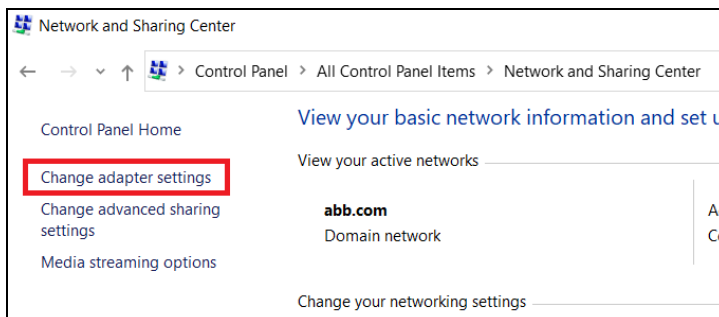 Network and Sharing Center
Control Panel > All Control Panel Items > Network and Sharing Center
Control Panel Home
Change adapter settings
Change advanced sharing
settings
Media streaming options
View your basic network information and set
View your active networks
abb.com
Domain network
Change your networking settings